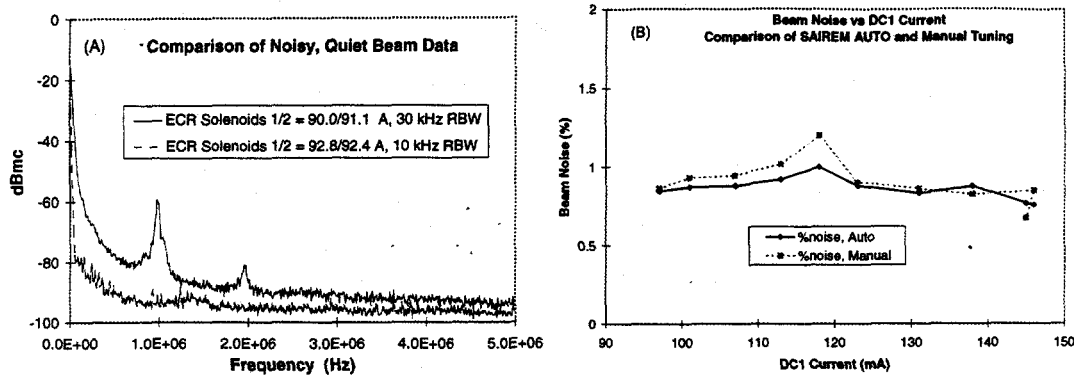 (A)
Comparison of Noisy, Quiet Beam Data
ECR Solenoids 1/2 = 90.0/91.1 A, 30 kHz RBW
ECR Solenoids 1/2 = 92.8/92.4 A, 10 kHz RBW
dBmc
0
-20
-40
-60
-80
-100
0.0E+00 1.0E+06 2.0E+06 3.0E+06 4.0E+06 5.0E+06
Frequency (Hz)
(B)
Beam Noise vs DC1 Current
Comparison of SAIREM AUTO and Manual Tuning
Beam Noise (%)
2
1.5
1
0.5
0
%noise, Auto
%noise, Manual
90 100 110 120 130 140 150
DC1 Current (mA)